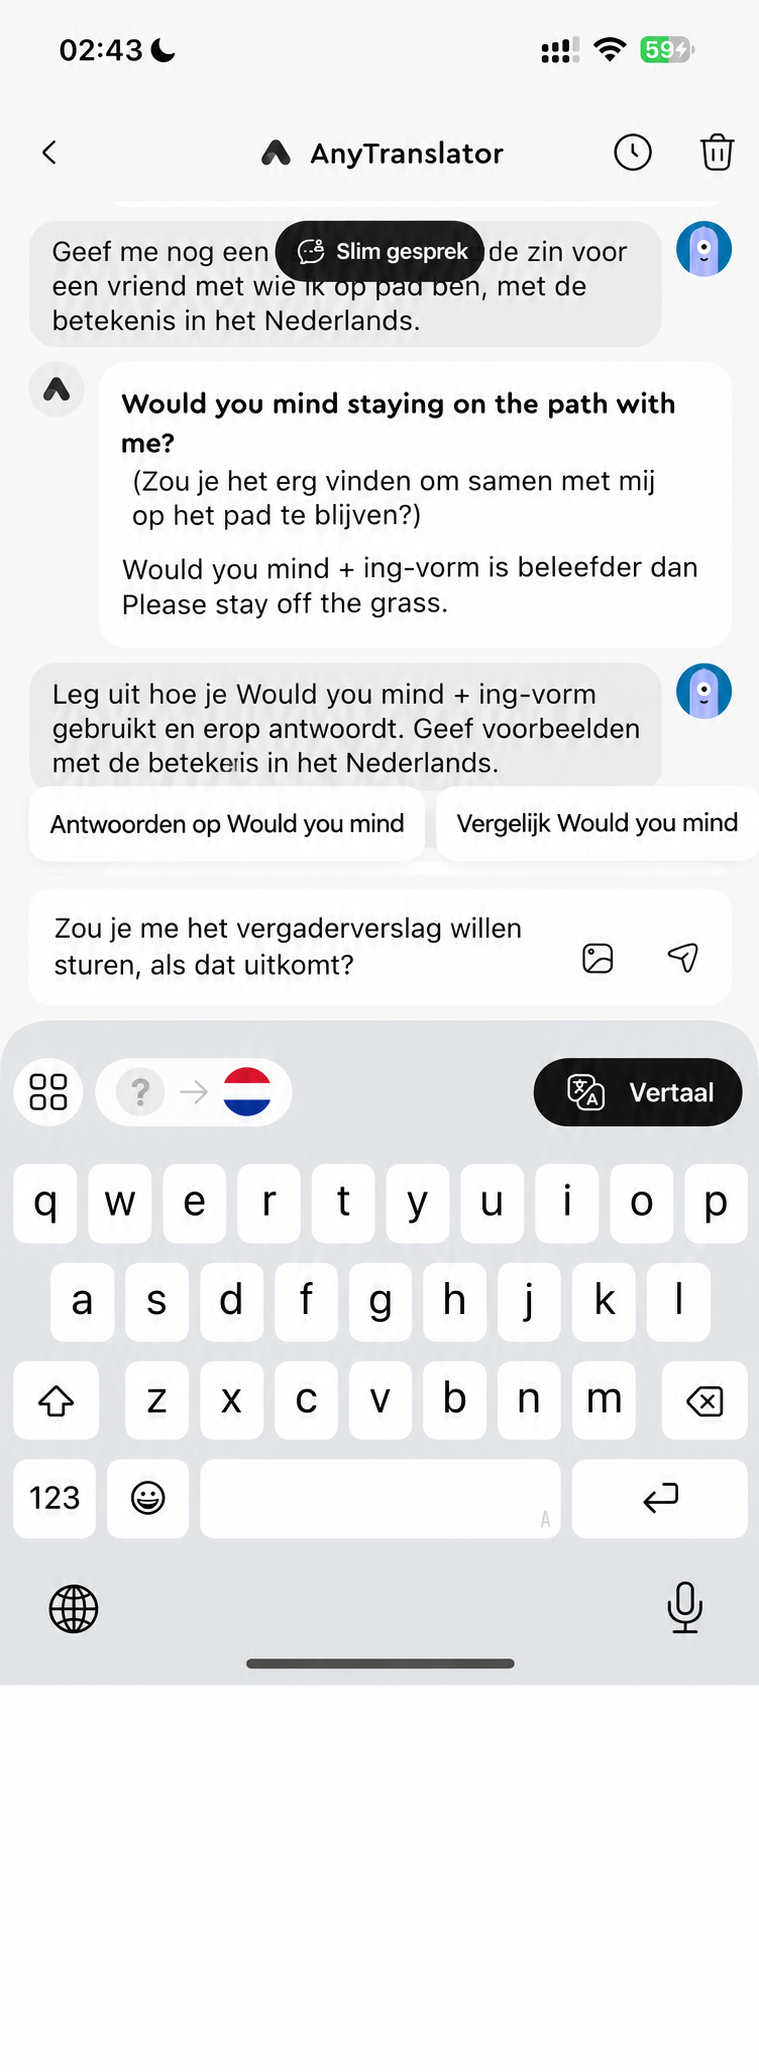 02:43
59
AnyTranslator
Geef me nog een de zin voor
Slim gesprek
een vriend met wie ik op pad ben, met de
betekenis in het Nederlands.
Would you mind staying on the path with
me?
(Zou je het erg vinden om samen met mij
op het pad te blijven?)
Would you mind + ing-vorm is beleefder dan
Please stay off the grass.
Leg uit hoe je Would you mind + ing-vorm
gebruikt en erop antwoordt. Geef voorbeelden
met de betekenis in het Nederlands.
Antwoorden op Would you mind
Vergelijk Would you mind
Zou je me het vergaderverslag willen
sturen, als dat uitkomt?
?
Vertaal
q w e r t y u i o p
a s d f g h j k l
z x c v b n m
123
A